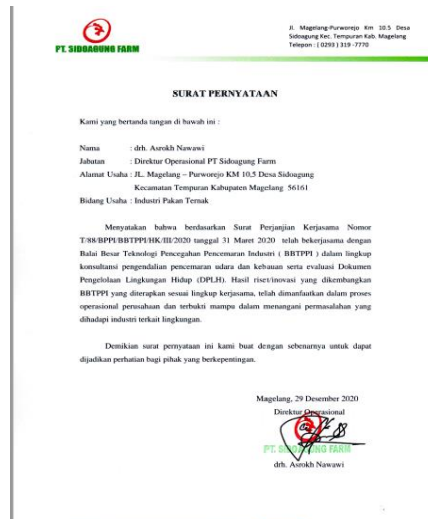 PT. SIDOAGUNG FARM
Jl. Magelang-Purworejo Km 10.5 Desa
Sidoagung Kec. Tempuran Kab. Magelang
Telepon : ( 0293 ) 319 -7770
SURAT PERNYATAAN
Kami yang bertanda tangan di bawah ini :
Nama : drh. Asrokh Nawawi
Jabatan : Direktur Operasional PT Sidoagung Farm
Alamat Usaha : JL. Magelang – Purworejo KM 10,5 Desa Sidoagung
Kecamatan Tempuran Kabupaten Magelang 56161
Bidang Usaha : Industri Pakan Ternak
Menyatakan bahwa berdasarkan Surat Perjanjian Kerjasama Nomor
T/88/BPPI/BBTPPI/HK/III/2020 tanggal 31 Maret 2020 telah bekerjasama dengan
Balai Besar Teknologi Pencegahan Pencemaran Industri ( BBTPPI ) dalam lingkup
konsultansi pengendalian pencemaran udara dan kebauan serta evaluasi Dokumen
Pengelolaan Lingkungan Hidup (DPLH). Hasil riset/inovasi yang dikembangkan
BBTPPI yang diterapkan sesuai lingkup kerjasama, telah dimanfaatkan dalam proses
operasional perusahaan dan terbukti mampu dalam menangani permasalahan yang
dihadapi industri terkait lingkungan.
Demikian surat pernyataan ini kami buat dengan sebenarnya untuk dapat
dijadikan perhatian bagi pihak yang berkepentingan.
Magelang, 29 Desember 2020
Direktur Operasional
PT. SIDOAGUNG FARM
drh. Asrokh Nawawi